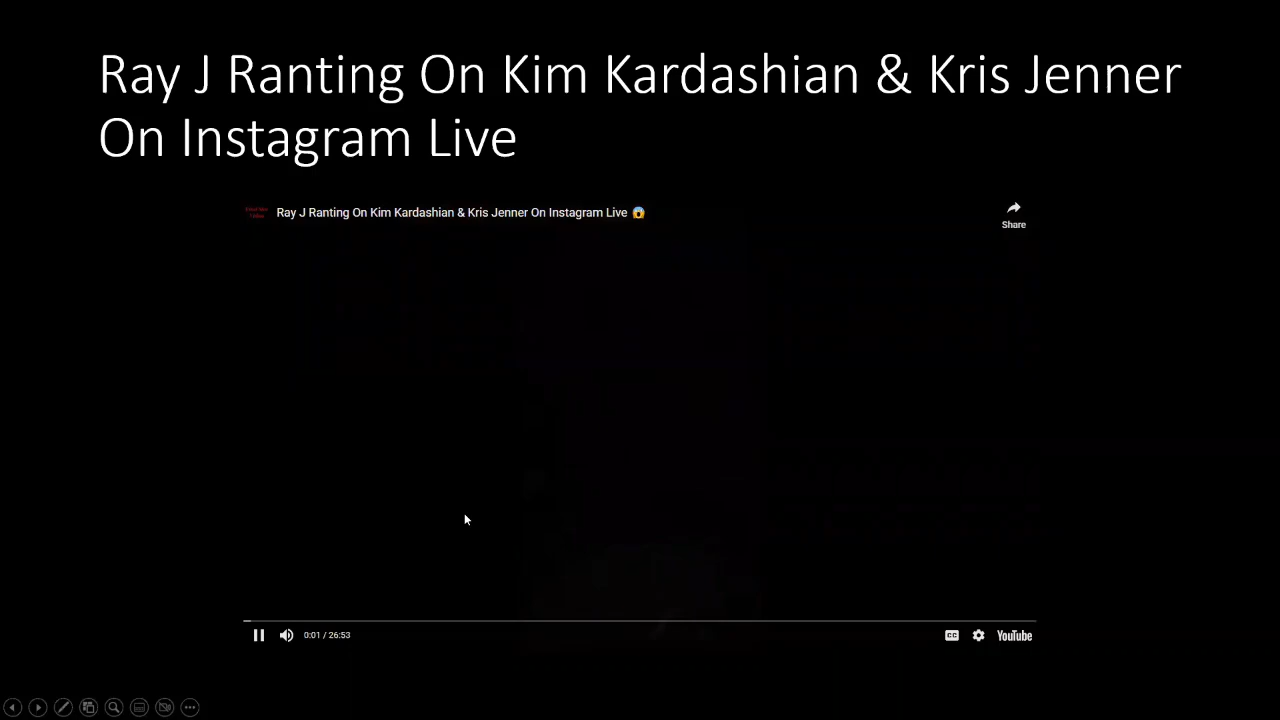 Ray J Ranting On Kim Kardashian & Kris Jenner
On Instagram Live
Ray J Ranting On Kim Kardashian & Kris Jenner On Instagram Live 😱
Share
0:01 / 26:53
CC
YouTube